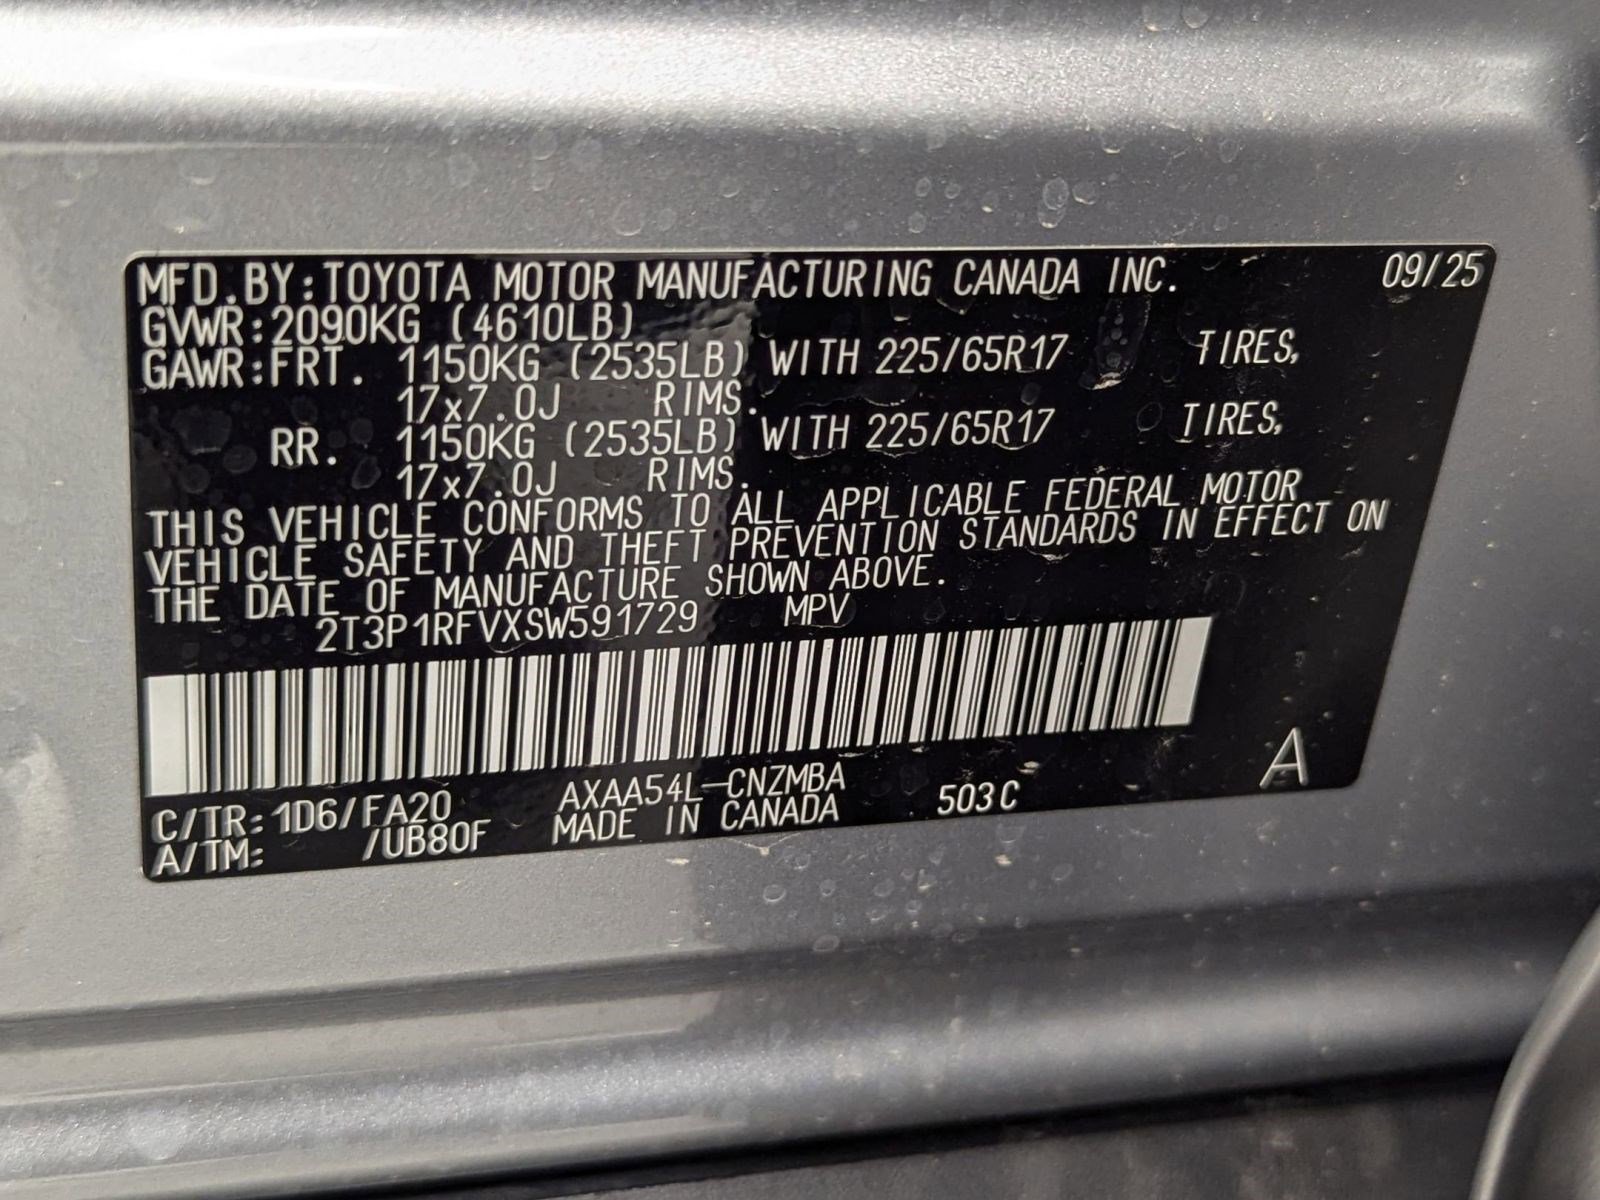 MFD. BY: TOYOTA MOTOR MANUFACTURING CANADA INC. 09/25
GVWR: 2090KG (4610LB)
GAWR: FRT. 1150KG (2535LB) WITH 225/65R17 TIRES,
17x7.0J RIMS.
RR. 1150KG (2535LB) WITH 225/65R17 TIRES,
17x7.0J RIMS.
THIS VEHICLE CONFORMS TO ALL APPLICABLE FEDERAL MOTOR
VEHICLE SAFETY AND THEFT PREVENTION STANDARDS IN EFFECT ON
THE DATE OF MANUFACTURE SHOWN ABOVE.
2T3P1RFVXSW591729 MPV
A
C/TR: 1D6/FA20 AXAA54L-CNZMBA 503C
A/TM: /UB80F MADE IN CANADA